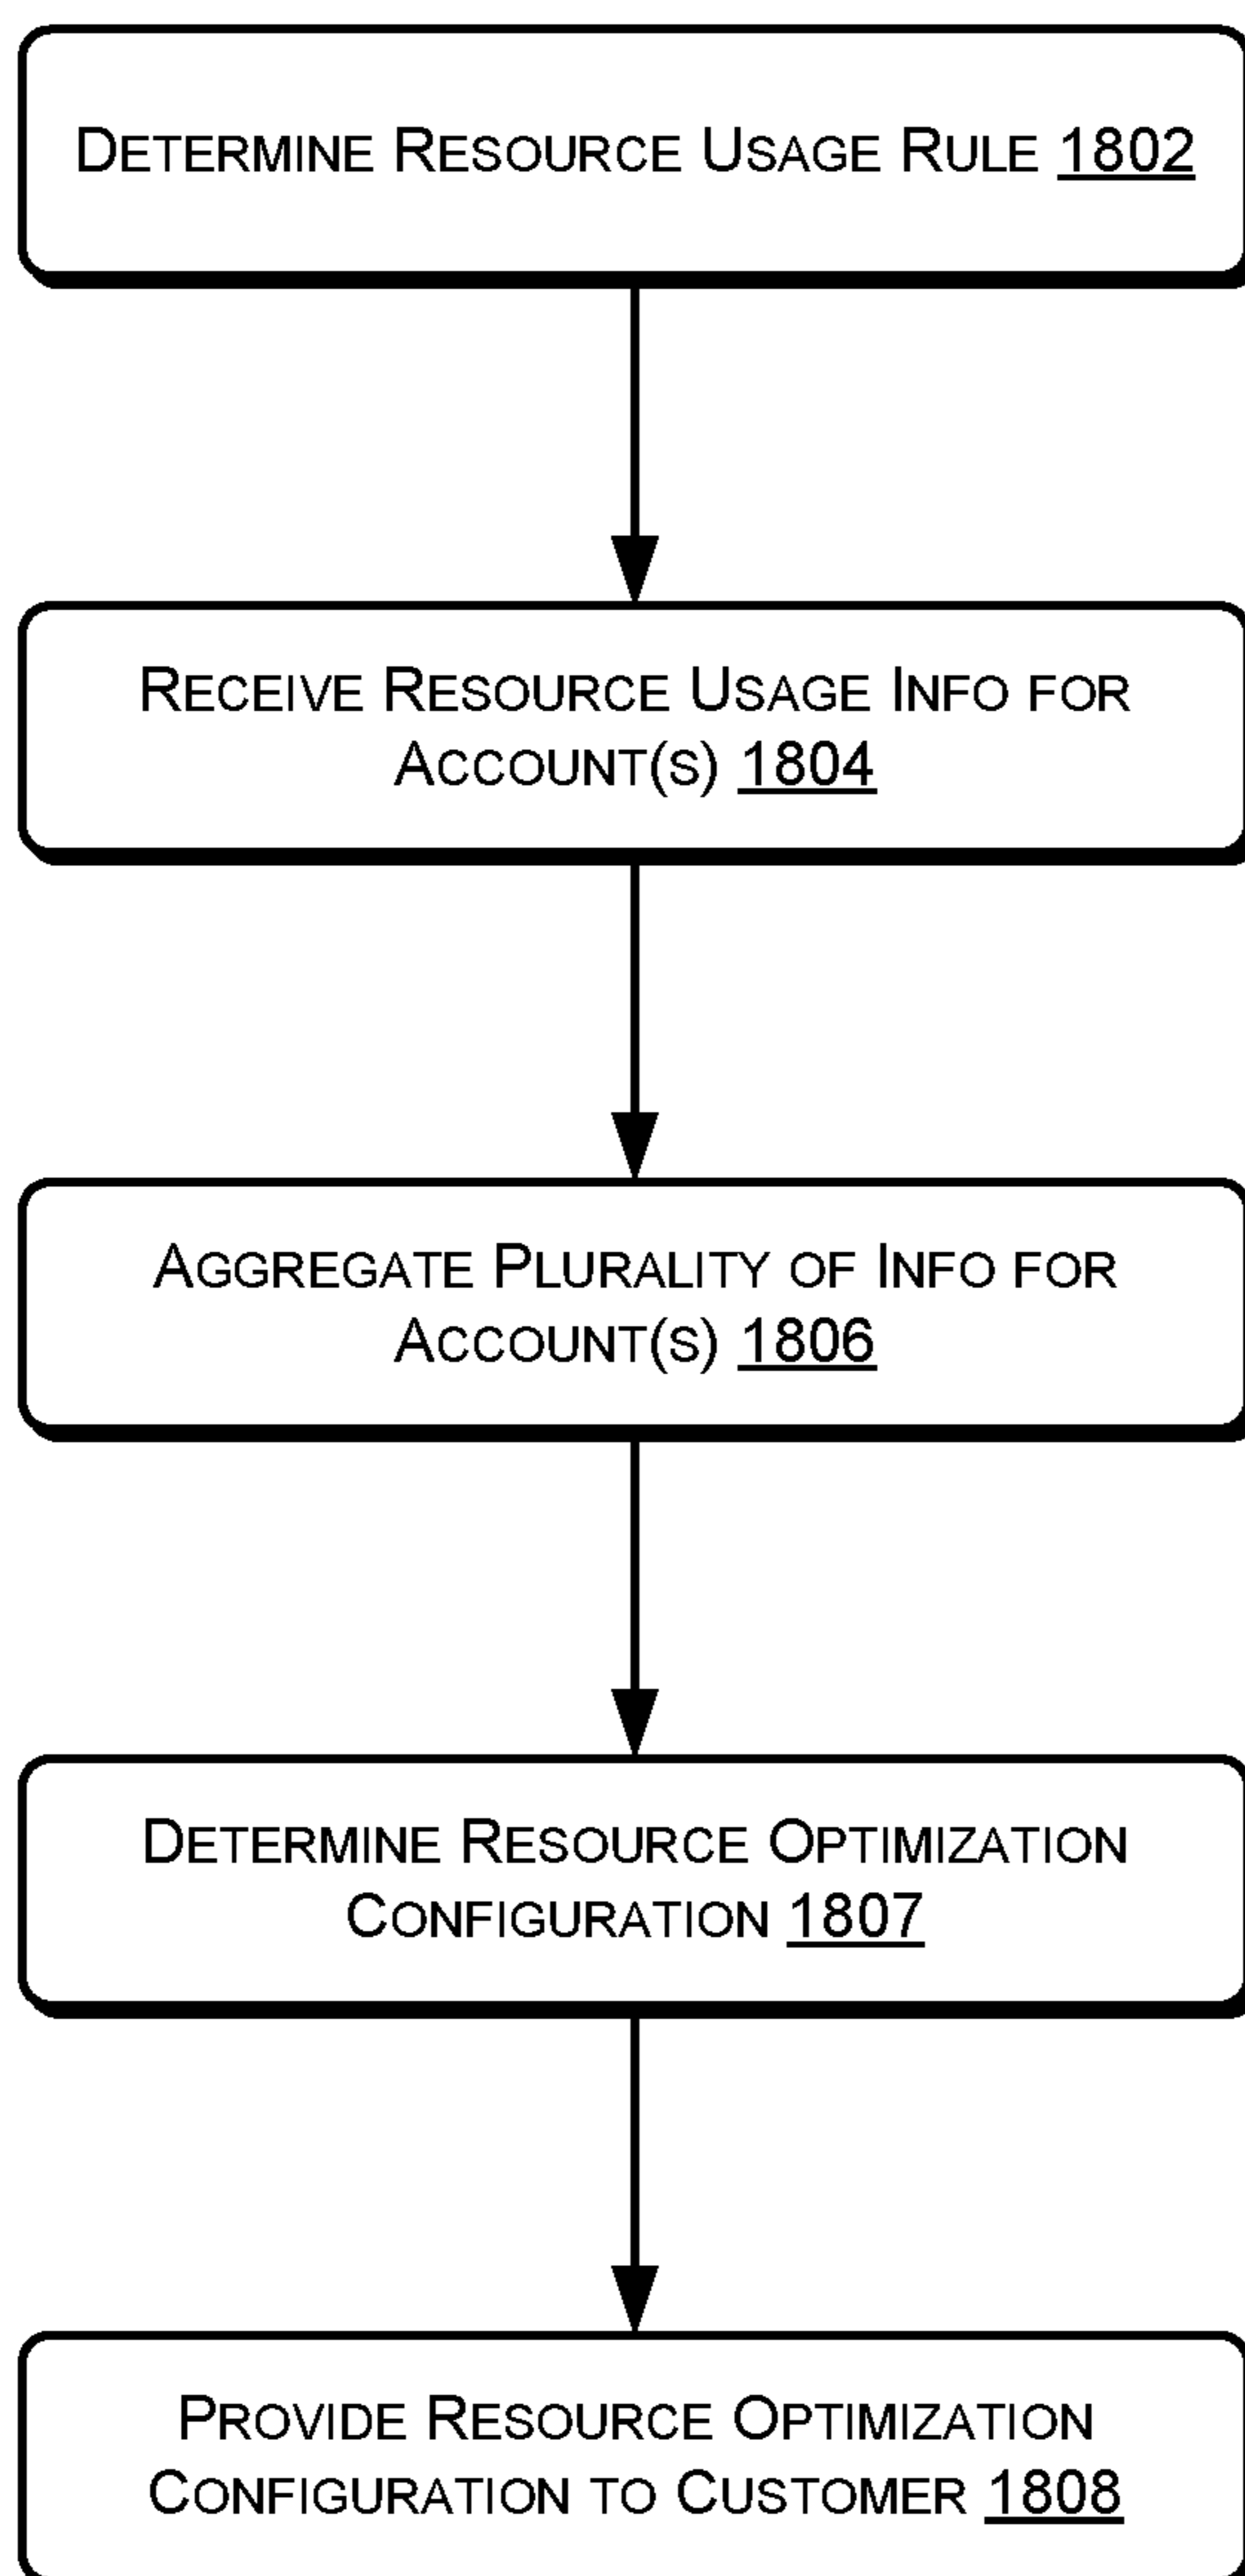 DETERMINE RESOURCE USAGE RULE 1802
RECEIVE RESOURCE USAGE INFO FOR
ACCOUNT(S) 1804
AGGREGATE PLURALITY OF INFO FOR
ACCOUNT(S) 1806
DETERMINE RESOURCE OPTIMIZATION
CONFIGURATION 1807
PROVIDE RESOURCE OPTIMIZATION
CONFIGURATION TO CUSTOMER 1808